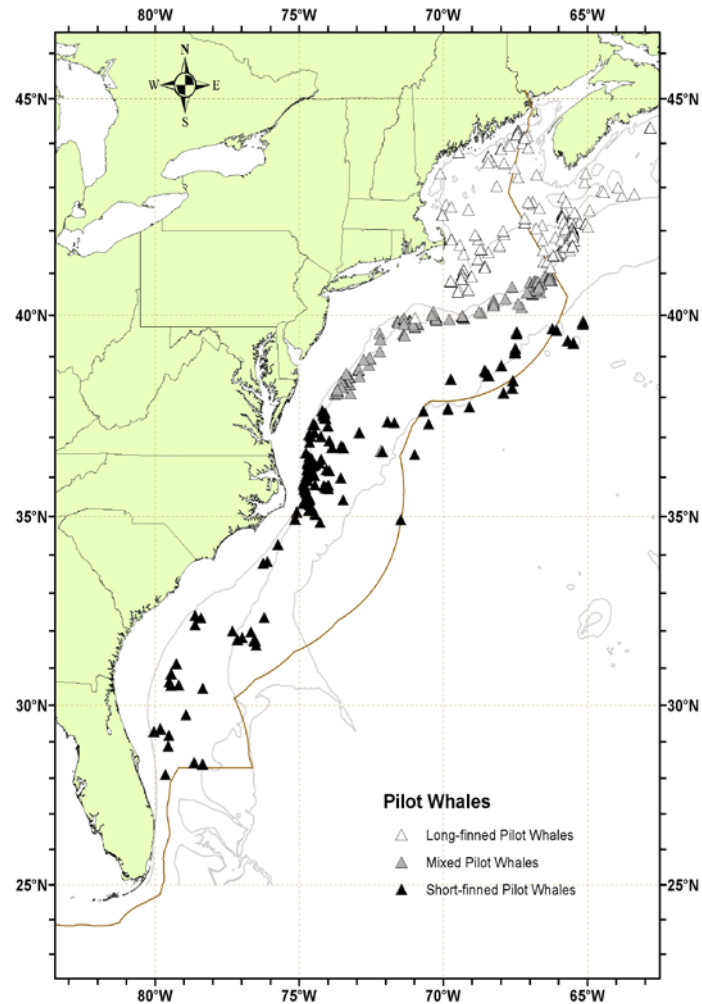 80°W 75°W 70°W 65°W
N
W E
S
45°N 45°N
40°N 40°N
35°N 35°N
30°N 30°N
Pilot Whales
Long-finned Pilot Whales
Mixed Pilot Whales
Short-finned Pilot Whales
25°N 25°N
80°W 75°W 70°W 65°W